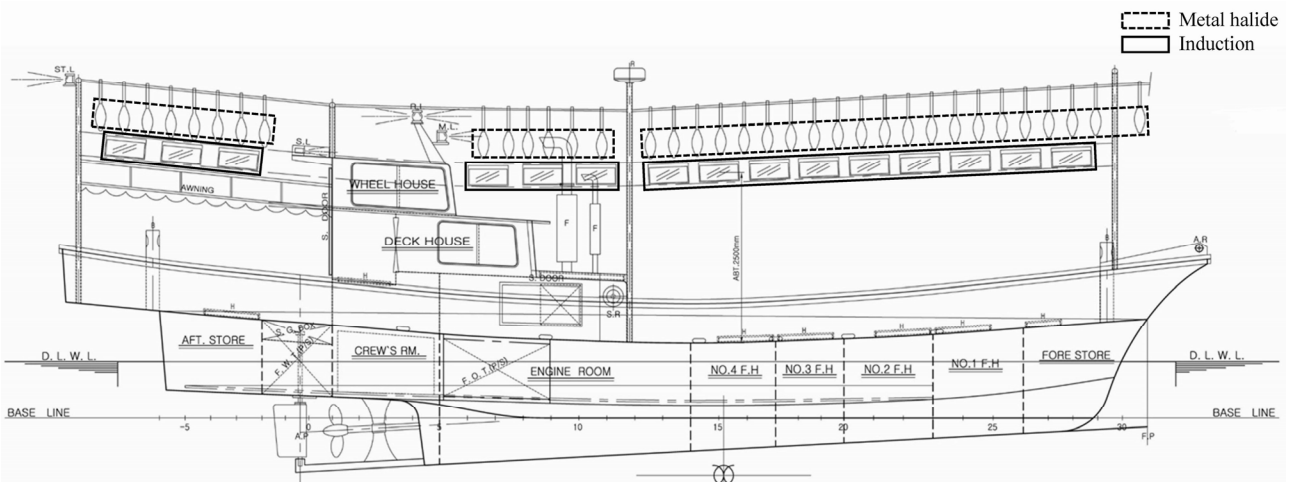 Metal halide
Induction
ST.L
R
M.L.
S.L
WHEEL HOUSE
AWNING
S. DOOR
DECK HOUSE
F
F
ABT.2500mm
B
B
A.R
H
S. DOOR
S.R
H
H
H
H
H
H
AFT. STORE
S. G. BOX
F. W. T.(P/S)
CREW'S RM.
F. O. T.(P/S)
ENGINE ROOM
NO.4 F.H
NO.3 F.H
NO.2 F.H
NO.1 F.H
FORE STORE
D. L. W. L.
D. L. W. L.
BASE LINE
BASE LINE
-5
0
5
10
15
20
25
30
A.P
F.P